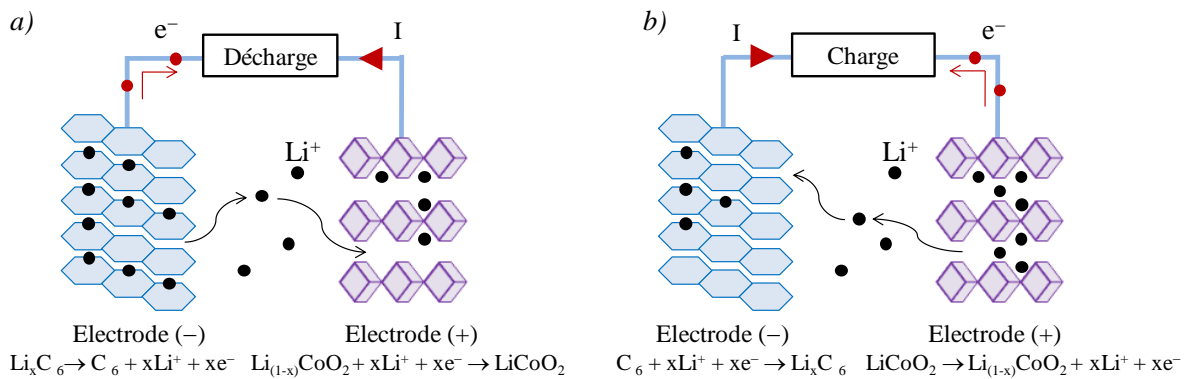 a)
e⁻
Décharge
I
Li⁺
Electrode (−)
Electrode (+)
LiₓC ₆→ C ₆ + xLi⁺ + xe⁻
Li₍₁₋ₓ₎CoO₂ + xLi⁺ + xe⁻ → LiCoO₂
b)
I
Charge
e⁻
Li⁺
Electrode (−)
Electrode (+)
C ₆ + xLi⁺ + xe⁻ → LiₓC ₆
LiCoO₂ → Li₍₁₋ₓ₎CoO₂ + xLi⁺ + xe⁻